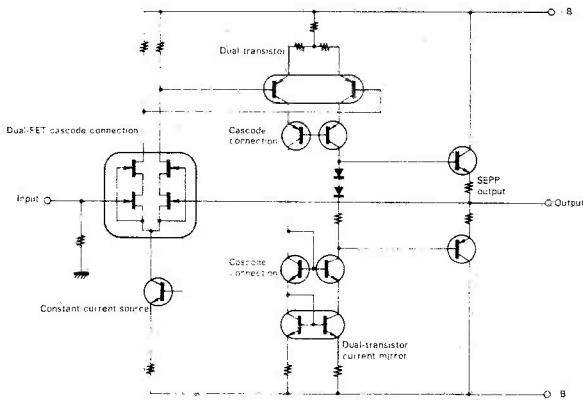 B
Dual transistor
Dual-FET cascade connection
Cascode
connection
SEPP
output
Input
Output
Cascode
connection
Constant current source
Dual-transistor
current mirror
B